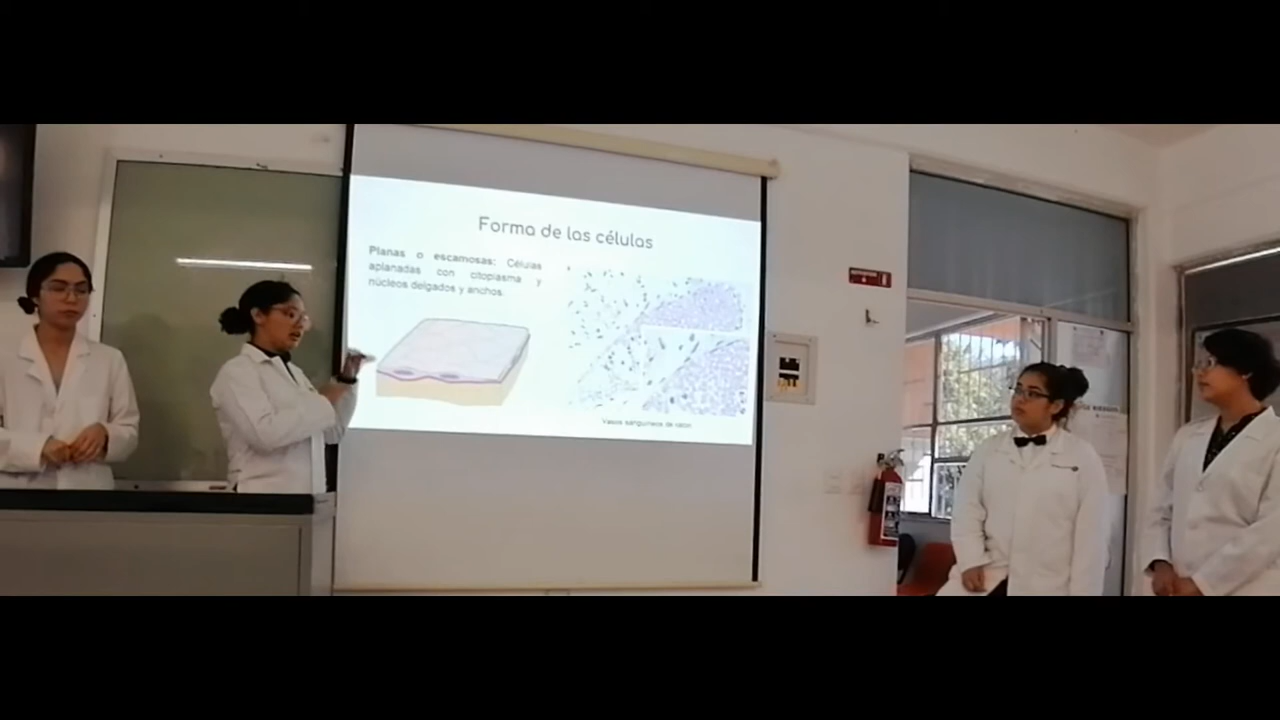 Forma de las células
Planas o escamosas: Células
aplanadas con citoplasma y
núcleos delgados y anchos.
Vasos sanguíneos de ratón